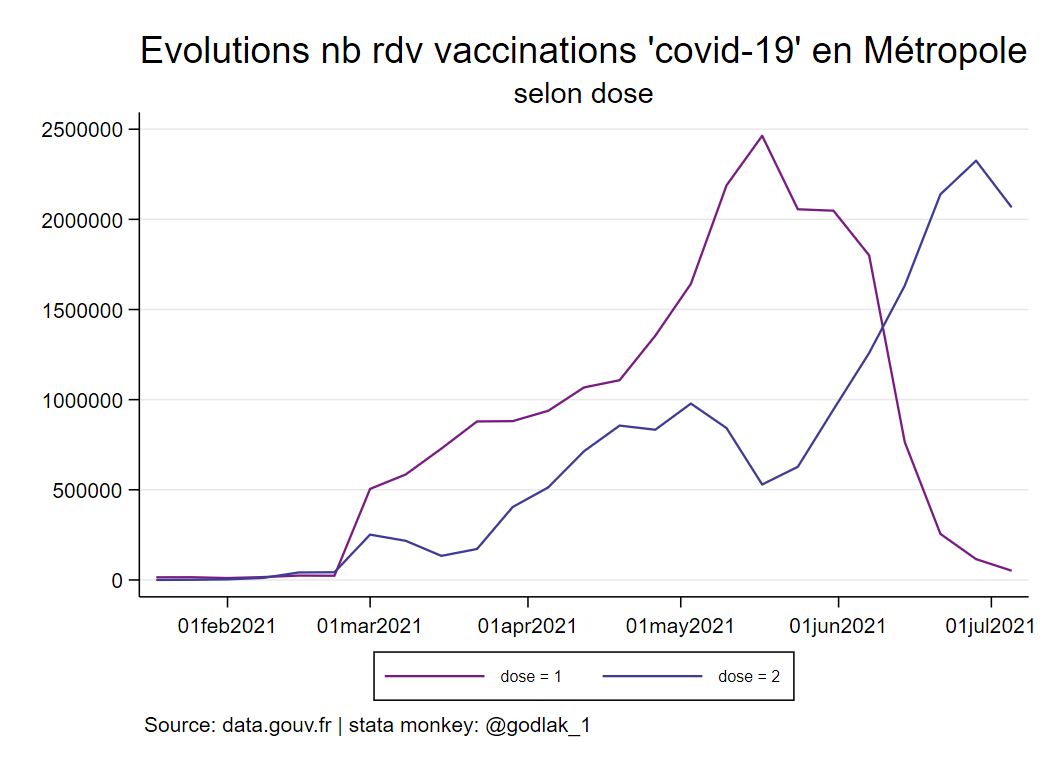 Evolutions nb rdv vaccinations 'covid-19' en Métropole
selon dose
2500000
2000000
1500000
1000000
500000
0
01feb2021 01mar2021 01apr2021 01may2021 01jun2021 01jul2021
dose = 1 dose = 2
Source: data.gouv.fr | stata monkey: @godlak_1